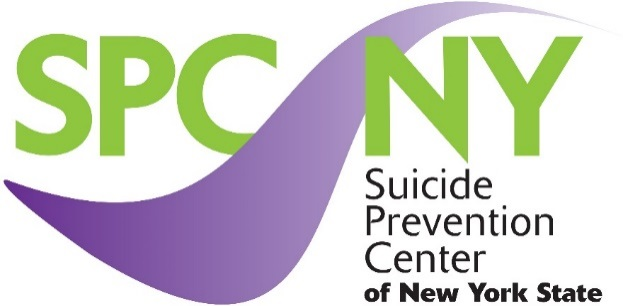 SPC NY
Suicide
Prevention
Center
of New York State